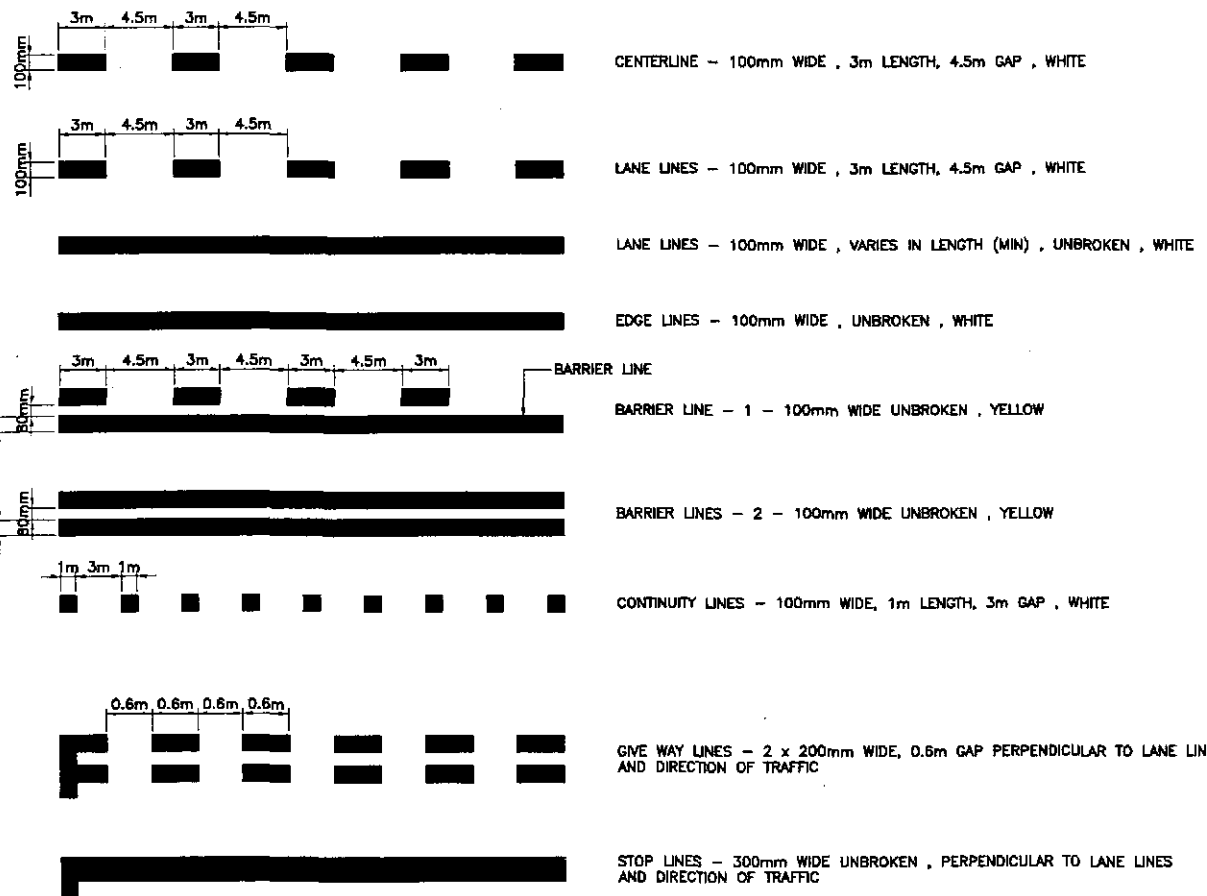 3m 4.5m 3m 4.5m
100mm
CENTERLINE – 100mm WIDE , 3m LENGTH, 4.5m GAP , WHITE
3m 4.5m 3m 4.5m
100mm
LANE LINES – 100mm WIDE , 3m LENGTH, 4.5m GAP , WHITE
LANE LINES – 100mm WIDE , VARIES IN LENGTH (MIN) , UNBROKEN , WHITE
EDGE LINES – 100mm WIDE , UNBROKEN , WHITE
3m 4.5m 3m 4.5m 3m 4.5m 3m
BARRIER LINE
80mm
BARRIER LINE – 1 – 100mm WIDE UNBROKEN , YELLOW
80mm
BARRIER LINES – 2 – 100mm WIDE UNBROKEN , YELLOW
1m 3m 1m
CONTINUITY LINES – 100mm WIDE, 1m LENGTH, 3m GAP , WHITE
0.6m 0.6m 0.6m 0.6m
GIVE WAY LINES – 2 x 200mm WIDE, 0.6m GAP PERPENDICULAR TO LANE LIN
AND DIRECTION OF TRAFFIC
STOP LINES – 300mm WIDE UNBROKEN , PERPENDICULAR TO LANE LINES
AND DIRECTION OF TRAFFIC